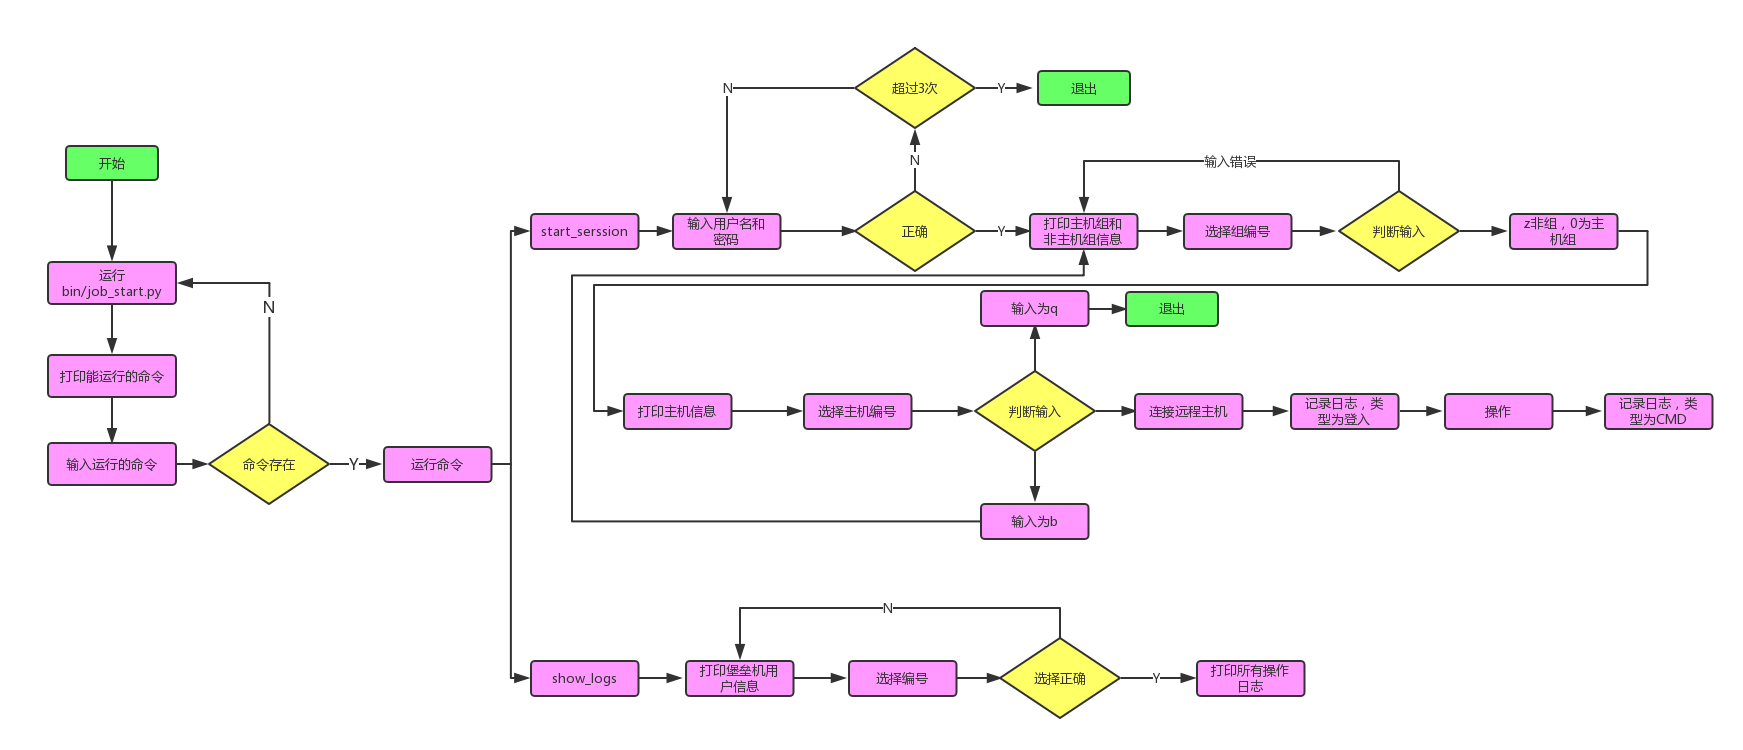 超过3次
N
Y
退出
开始
N
输入错误
start_serssion
输入用户名和
密码
正确
Y
打印主机组和
非主机组信息
选择组编号
判断输入
z非组，0为主
机组
运行
bin/job_start.py
N
输入为q
退出
打印能运行的命令
打印主机信息
选择主机编号
判断输入
连接远程主机
记录日志，类
型为登入
操作
记录日志，类
型为CMD
输入运行的命令
命令存在
Y
运行命令
输入为b
N
show_logs
打印堡垒机用
户信息
选择编号
选择正确
Y
打印所有操作
日志